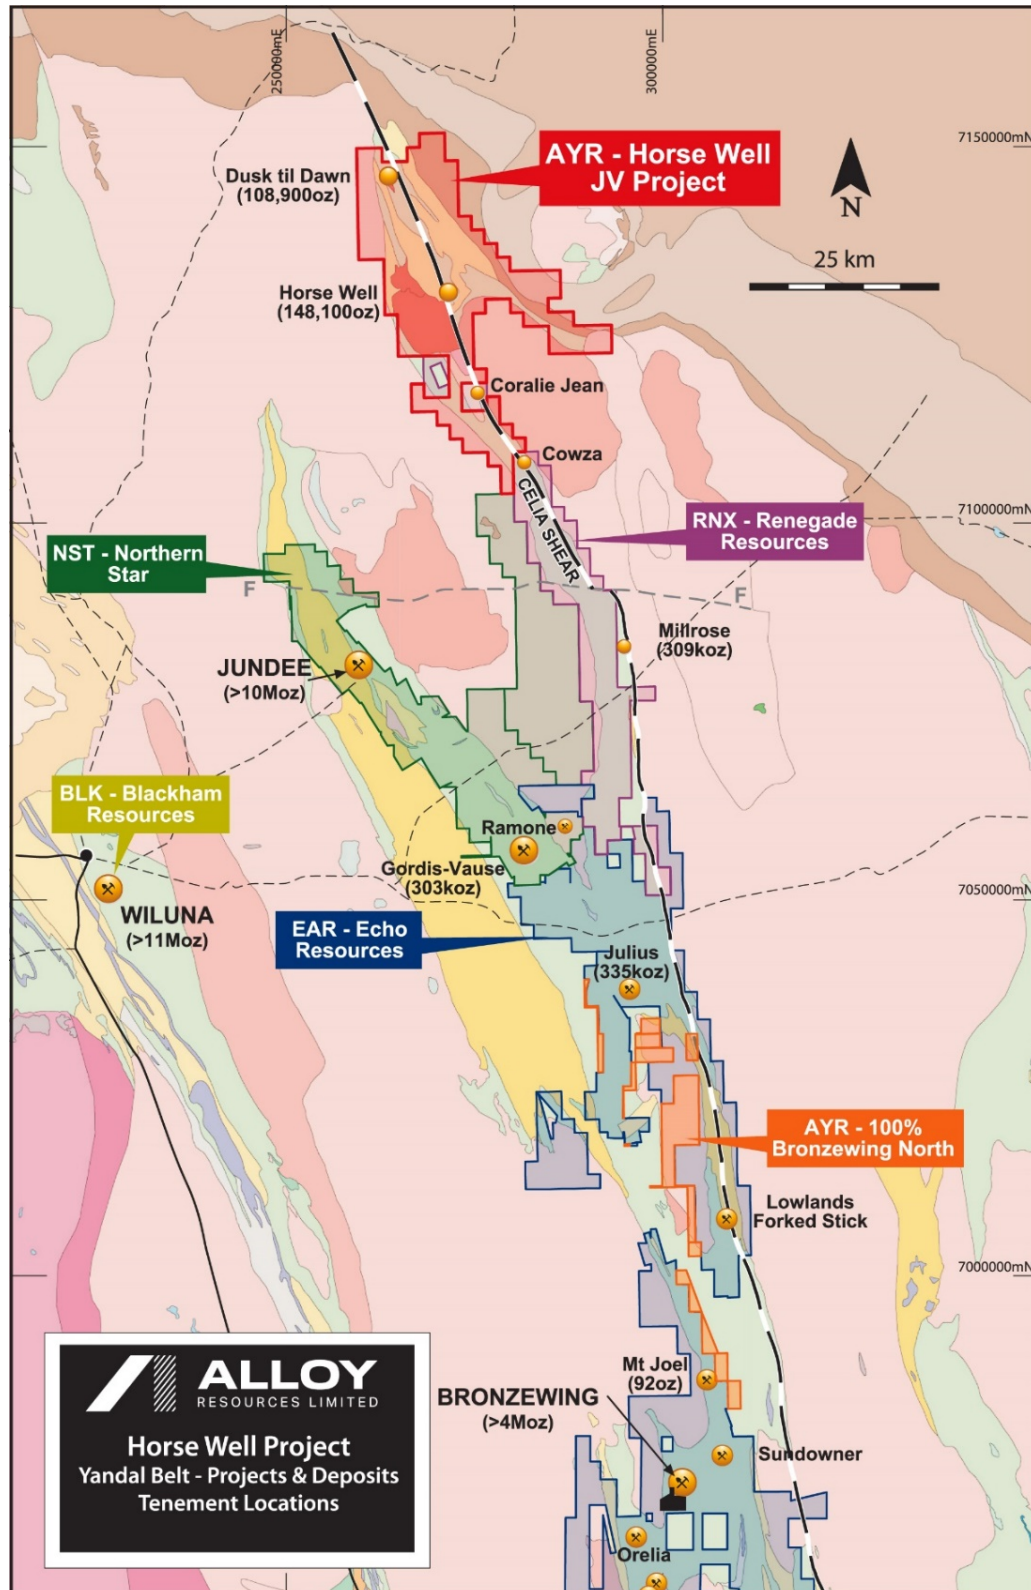 250000mE
300000mE
7150000mN
AYR - Horse Well
JV Project
N
25 km
Dusk til Dawn
(108,900oz)
Horse Well
(148,100oz)
Coralie Jean
Cowza
CELIA SHEAR
RNX - Renegade
Resources
7100000mN
NST - Northern
Star
F
F
Millrose
(309koz)
JUNDEE
(>10Moz)
BLK - Blackham
Resources
Ramone
Gordis-Vause
(303koz)
WILUNA
(>11Moz)
7050000mN
EAR - Echo
Resources
Julius
(335koz)
AYR - 100%
Bronzewing North
Lowlands
Forked Stick
7000000mN
Mt Joel
(92oz)
BRONZEWING
(>4Moz)
Sundowner
Orelia
ALLOY
RESOURCES LIMITED
Horse Well Project
Yandal Belt - Projects & Deposits
Tenement Locations